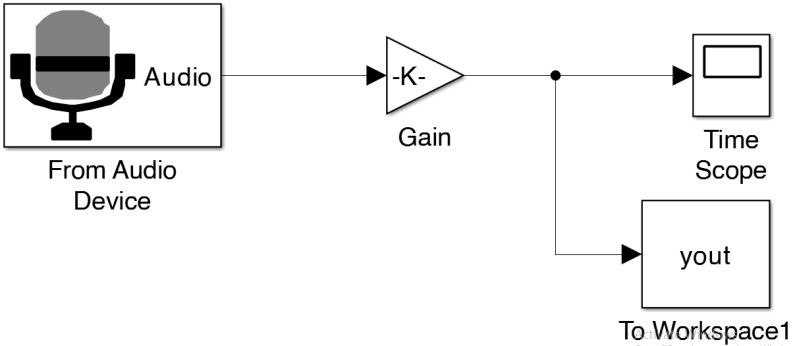 Audio
From Audio
Device
-K-
Gain
Time
Scope
yout
To Workspace1